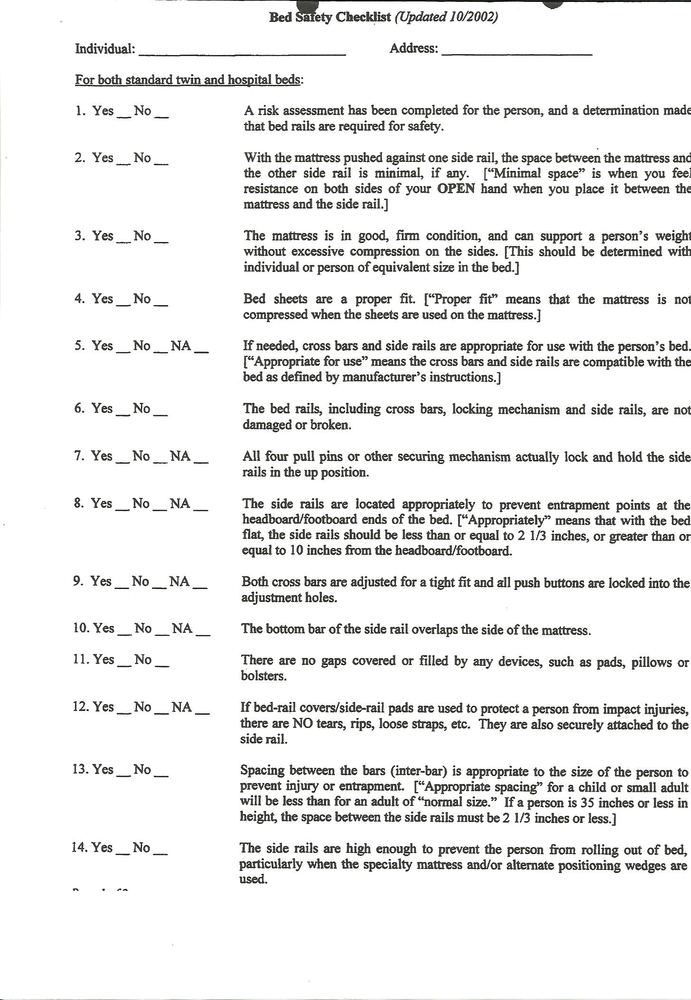 Bed Safety Checklist (Updated 10/2002)
Individual: ______ Address: ______
For both standard twin and hospital beds:
1. Yes __ No __ A risk assessment has been completed for the person, and a determination made
that bed rails are required for safety.
2. Yes __ No __ With the mattress pushed against one side rail, the space between the mattress and
the other side rail is minimal, if any. [“Minimal space” is when you feel
resistance on both sides of your OPEN hand when you place it between the
mattress and the side rail.]
3. Yes __ No __ The mattress is in good, firm condition, and can support a person’s weight
without excessive compression on the sides. [This should be determined with
individual or person of equivalent size in the bed.]
4. Yes __ No __ Bed sheets are a proper fit. [“Proper fit” means that the mattress is not
compressed when the sheets are used on the mattress.]
5. Yes __ No __ NA __ If needed, cross bars and side rails are appropriate for use with the person’s bed.
[“Appropriate for use” means the cross bars and side rails are compatible with the
bed as defined by manufacturer’s instructions.]
6. Yes __ No __ The bed rails, including cross bars, locking mechanism and side rails, are not
damaged or broken.
7. Yes __ No __ NA __ All four pull pins or other securing mechanism actually lock and hold the side
rails in the up position.
8. Yes __ No __ NA __ The side rails are located appropriately to prevent entrapment points at the
headboard/footboard ends of the bed. [“Appropriately” means that with the bed
flat, the side rails should be less than or equal to 2 1/3 inches, or greater than or
equal to 10 inches from the headboard/footboard.
9. Yes __ No __ NA __ Both cross bars are adjusted for a tight fit and all push buttons are locked into the
adjustment holes.
10. Yes __ No __ NA __ The bottom bar of the side rail overlaps the side of the mattress.
11. Yes __ No __ There are no gaps covered or filled by any devices, such as pads, pillows or
bolsters.
12. Yes __ No __ NA __ If bed-rail covers/side-rail pads are used to protect a person from impact injuries,
there are NO tears, rips, loose straps, etc. They are also securely attached to the
side rail.
13. Yes __ No __ Spacing between the bars (inter-bar) is appropriate to the size of the person to
prevent injury or entrapment. [“Appropriate spacing” for a child or small adult
will be less than for an adult of “normal size.” If a person is 35 inches or less in
height, the space between the side rails must be 2 1/3 inches or less.]
14. Yes __ No __ The side rails are high enough to prevent the person from rolling out of bed,
particularly when the specialty mattress and/or alternate positioning wedges are
used.